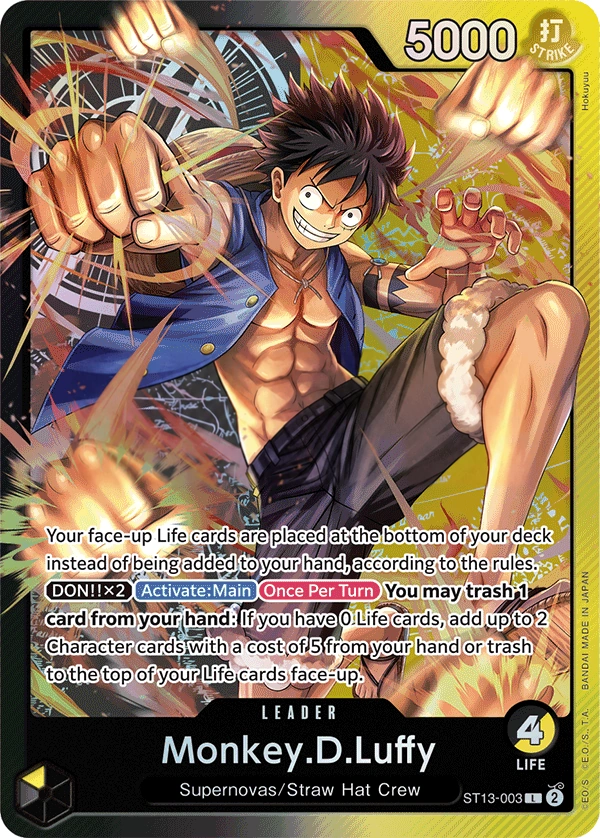 5000
打
STRIKE
Hokuyuu
Your face-up Life cards are placed at the bottom of your deck
instead of being added to your hand, according to the rules.
DON!!×2 Activate:Main Once Per Turn You may trash 1
card from your hand: If you have 0 Life cards, add up to 2
Character cards with a cost of 5 from your hand or trash
to the top of your Life cards face-up.
LEADER
Monkey.D.Luffy
Supernovas/Straw Hat Crew
4
LIFE
ST13-003 L 2
©E.O/S ©E.O./S.,T.A. BANDAI MADE IN JAPAN